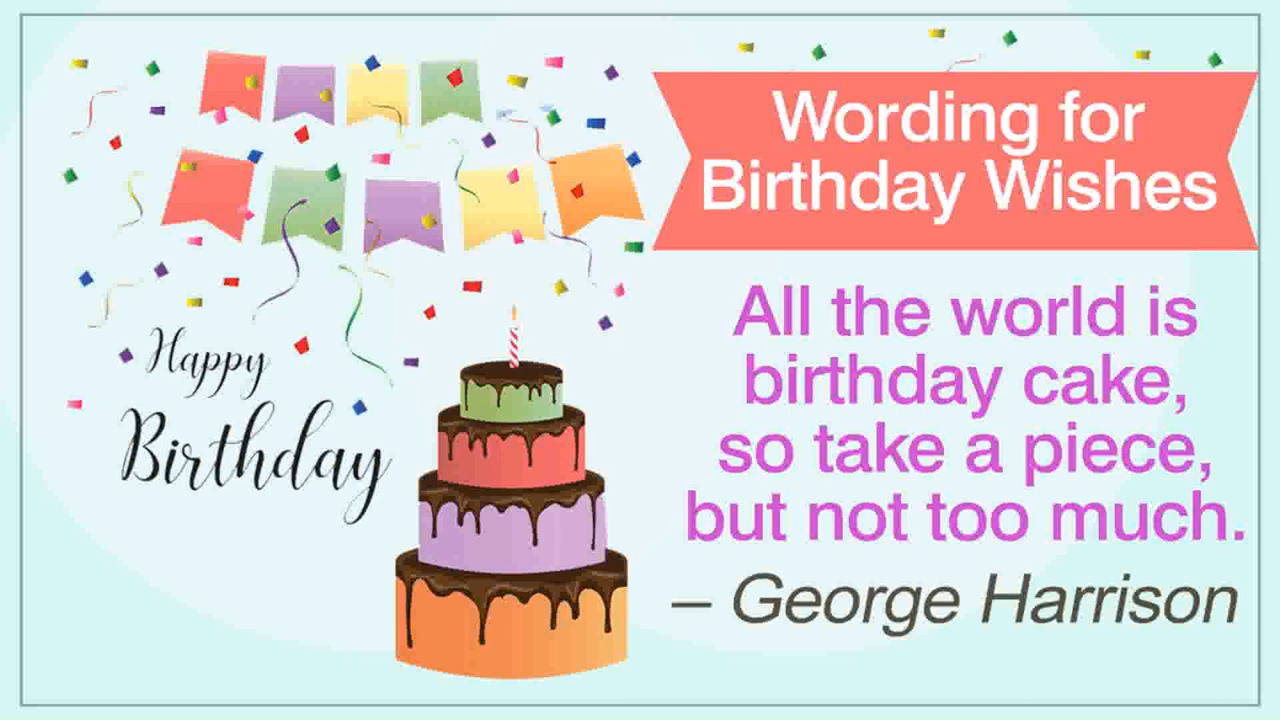 Wording for
Birthday Wishes
Happy
Birthday
All the world is
birthday cake,
so take a piece,
but not too much.
– George Harrison